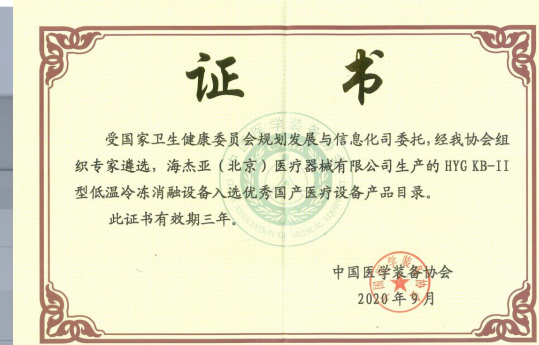 证 书
受国家卫生健康委员会规划发展与信息化司委托,经我协会组
织专家遴选,海杰亚(北京)医疗器械有限公司生产的 HYG KB-II
型低温冷冻消融设备入选优秀国产医疗设备产品目录。
此证书有效期三年。
中国医学装备协会
2020年9月